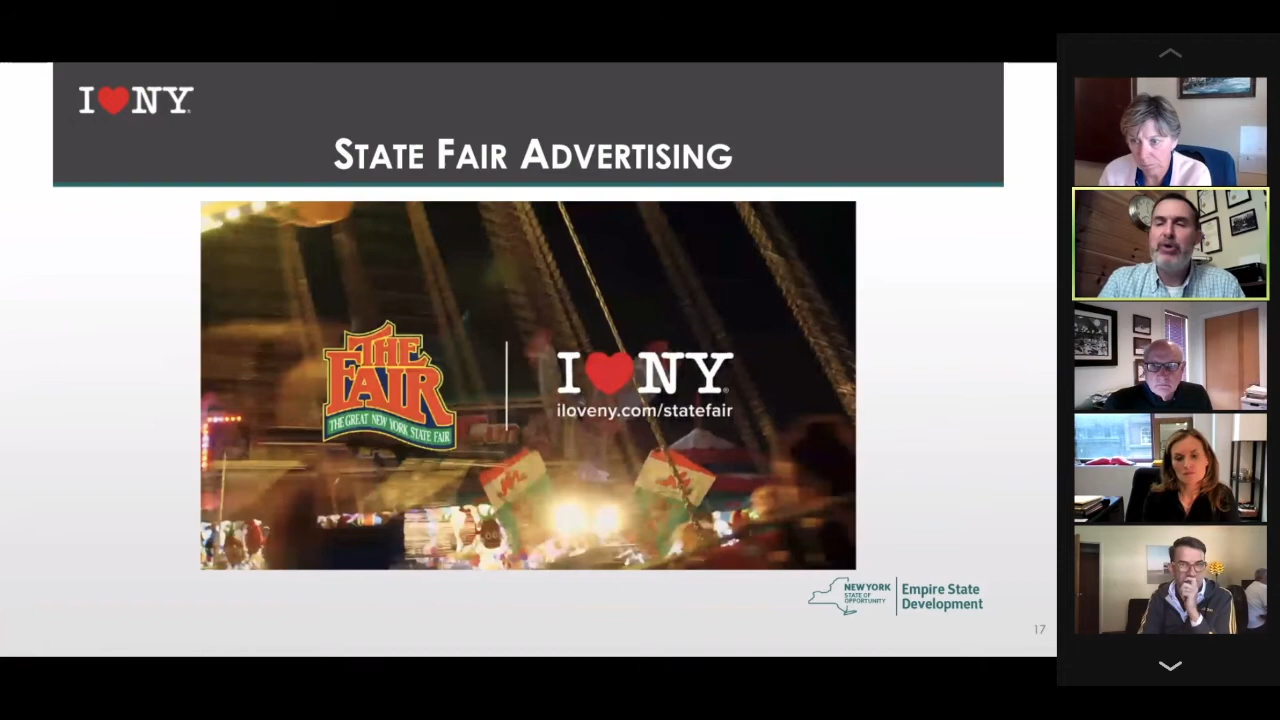 I NY
STATE FAIR ADVERTISING
THE
FAIR
THE GREAT NEW YORK STATE FAIR
I NY
iloveny.com/statefair
NEW YORK
STATE OF
OPPORTUNITY
Empire State
Development
17